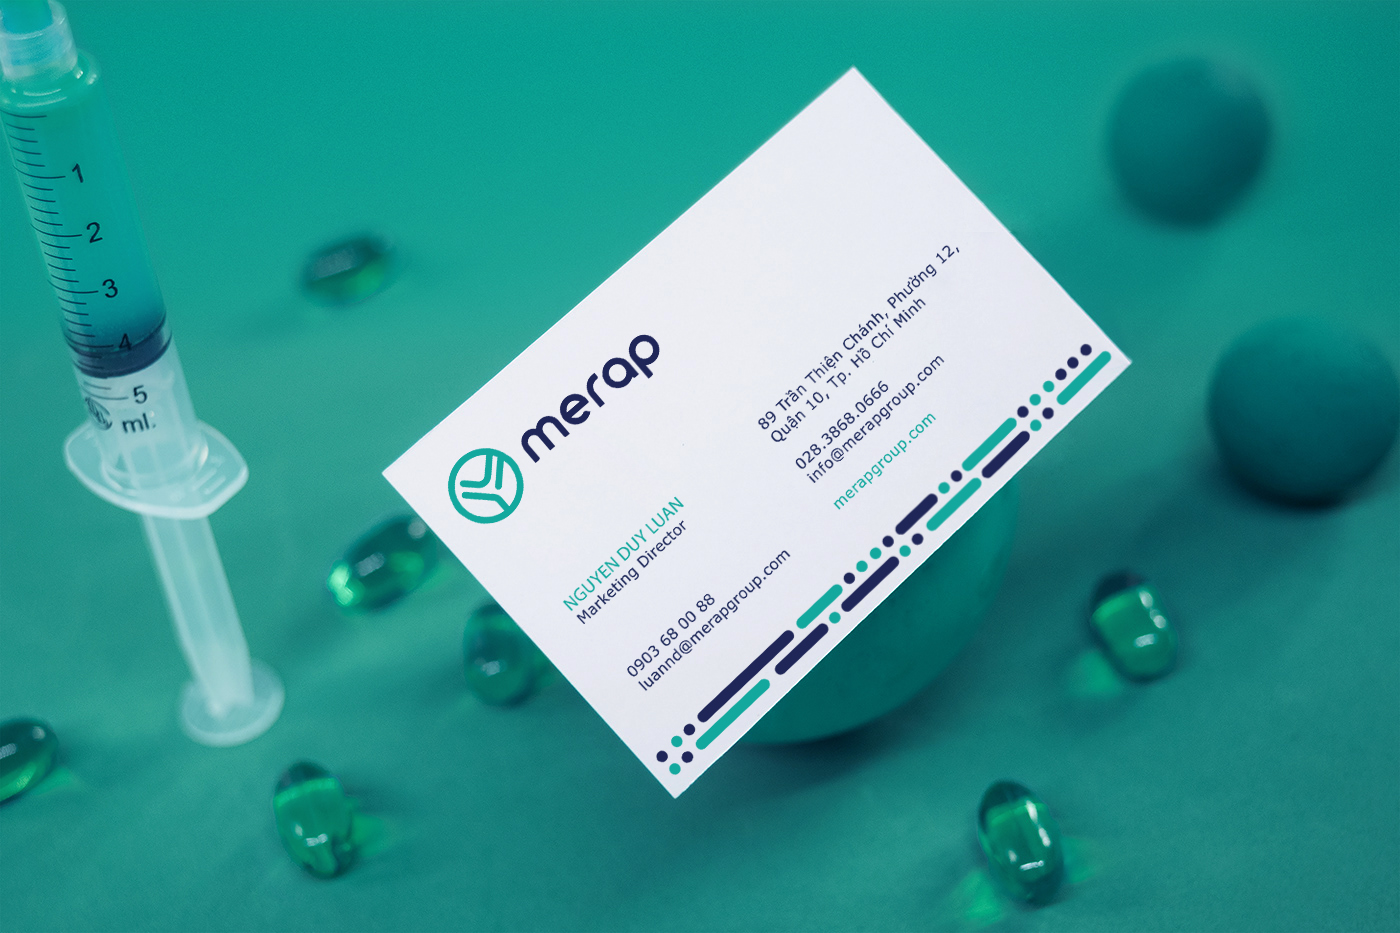 merap
NGUYEN DUY LUAN
Marketing Director
0903 68 00 88
luannd@merapgroup.com
89 Trần Thiện Chánh, Phường 12,
Quận 10, Tp. Hồ Chí Minh
028.3868.0666
info@merapgroup.com
merapgroup.com
1
2
3
4
5
ml.